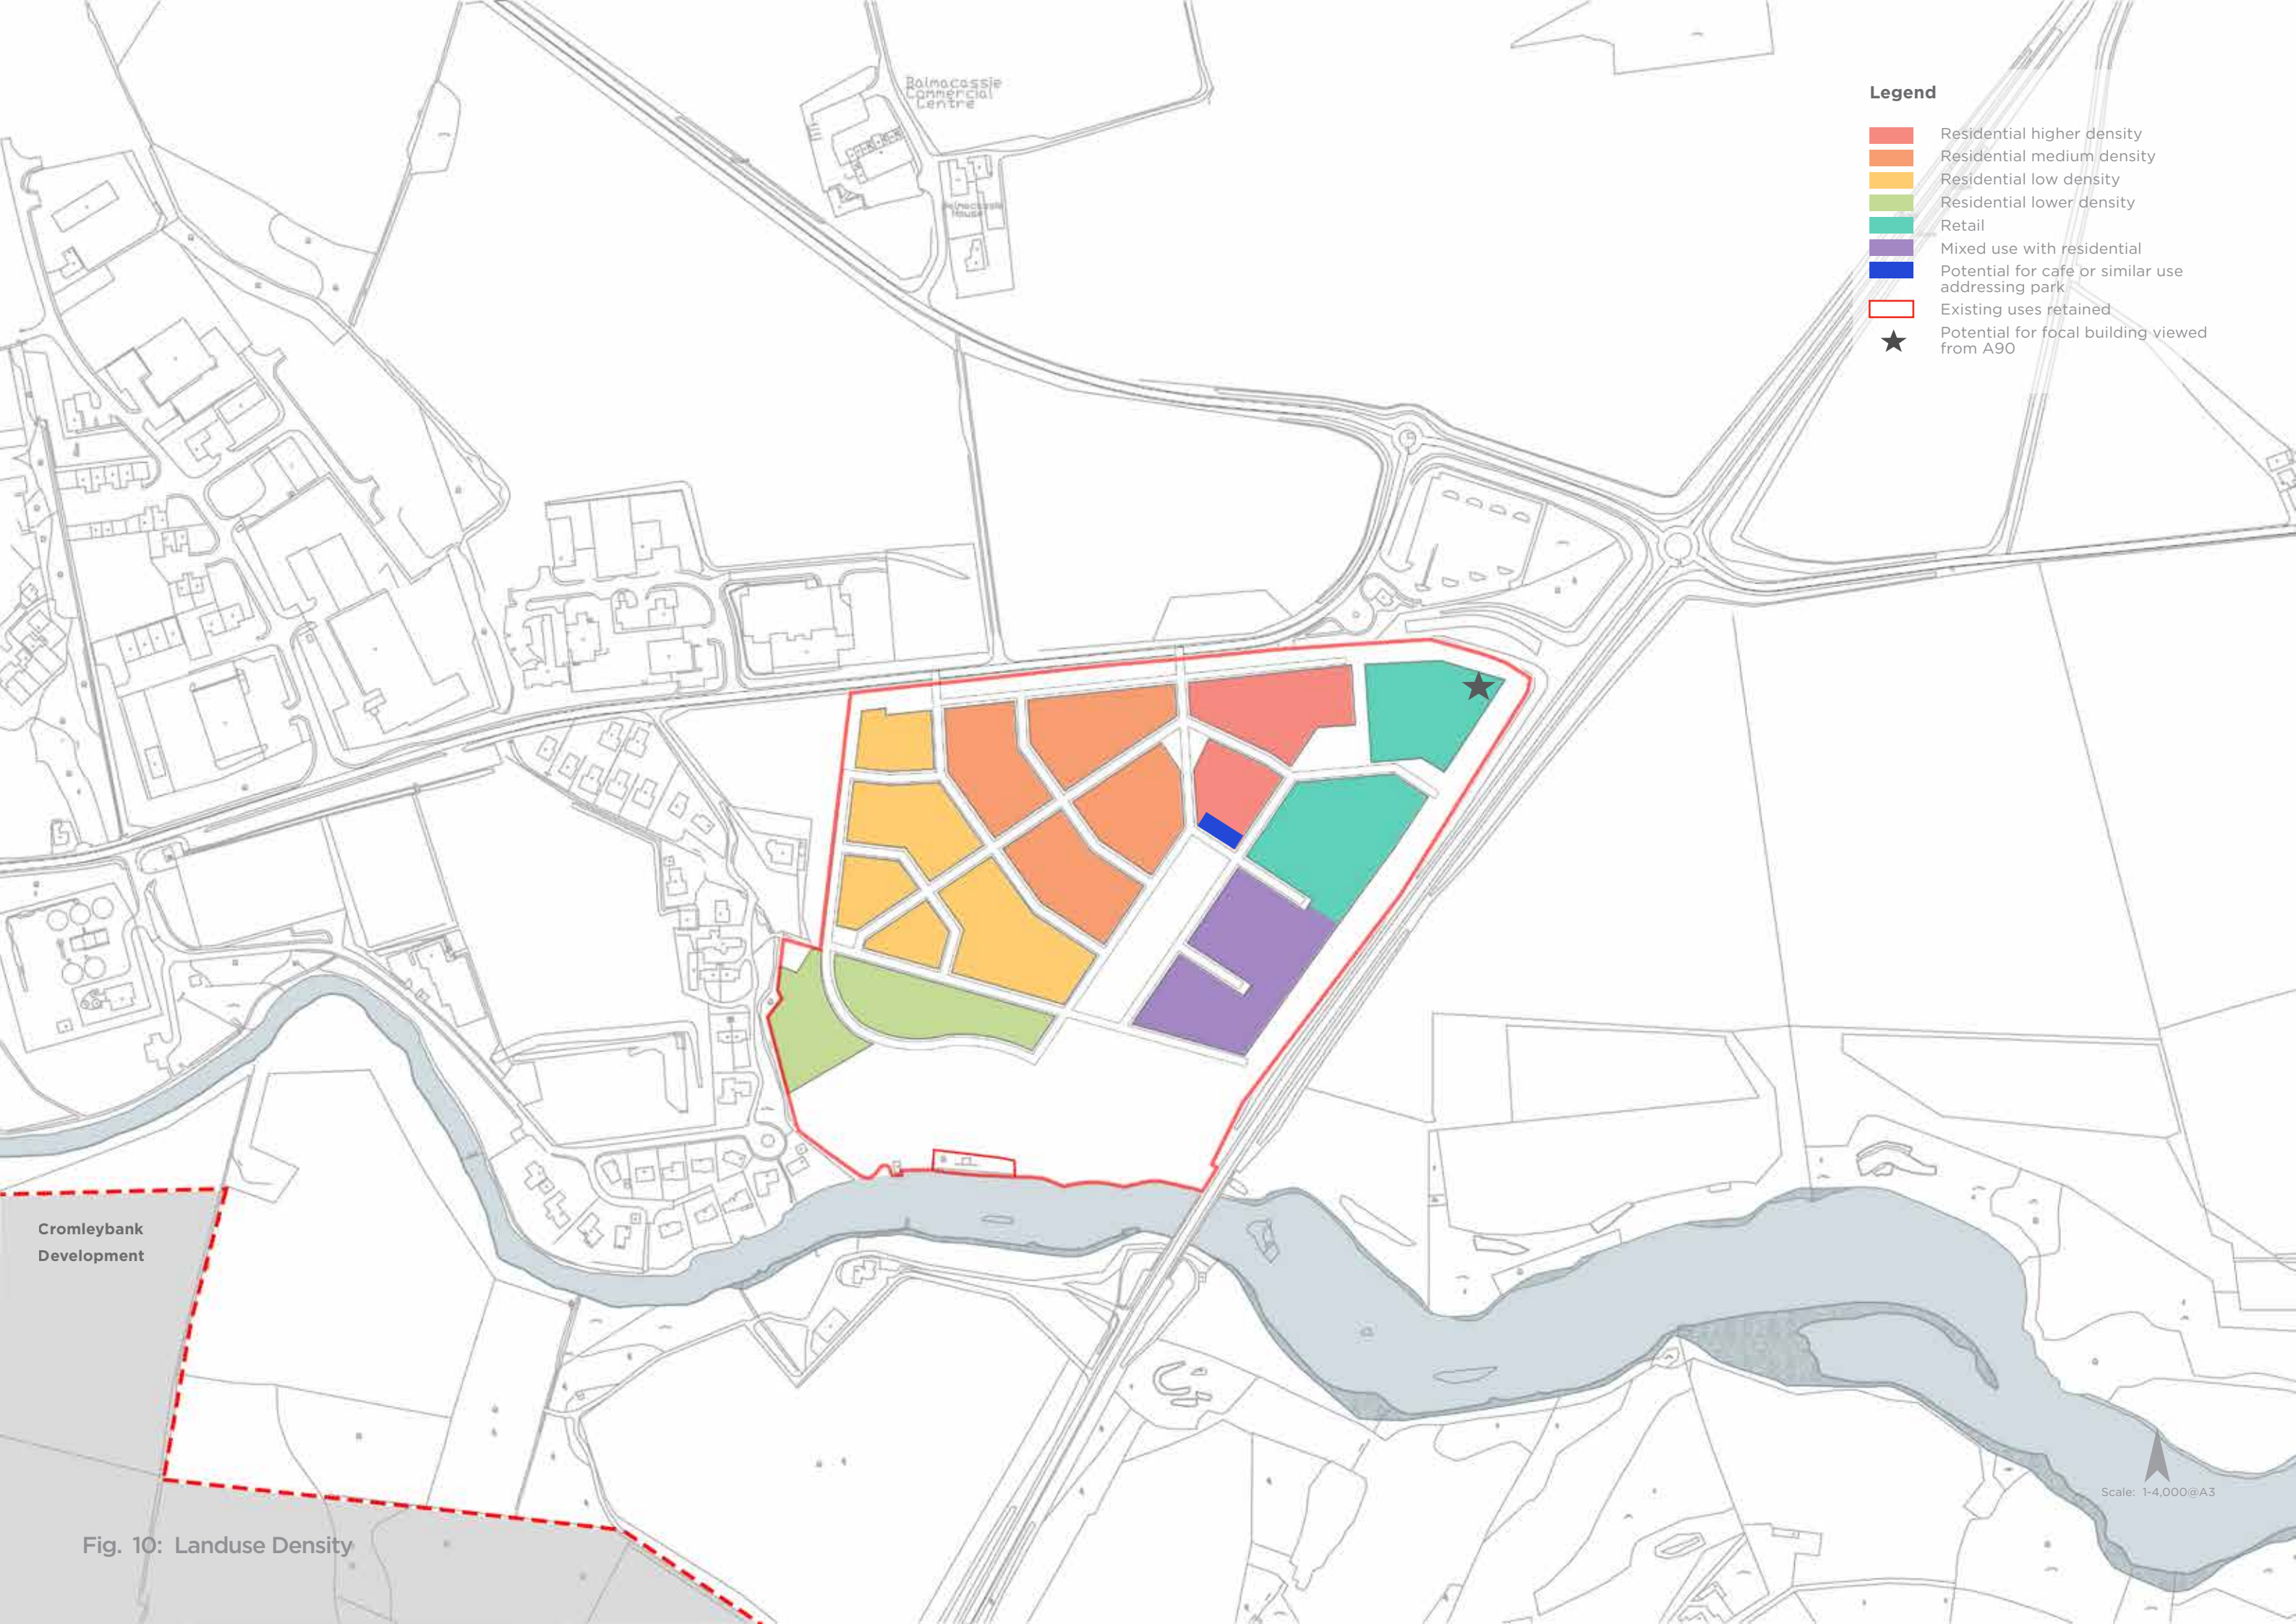 Balmacassie
Commercial
Centre
Balmacassie
House
Legend
Residential higher density
Residential medium density
Residential low density
Residential lower density
Retail
Mixed use with residential
Potential for cafe or similar use
addressing park
Existing uses retained
Potential for focal building viewed
from A90
Cromleybank
Development
Scale: 1-4,000@A3
Fig. 10: Landuse Density